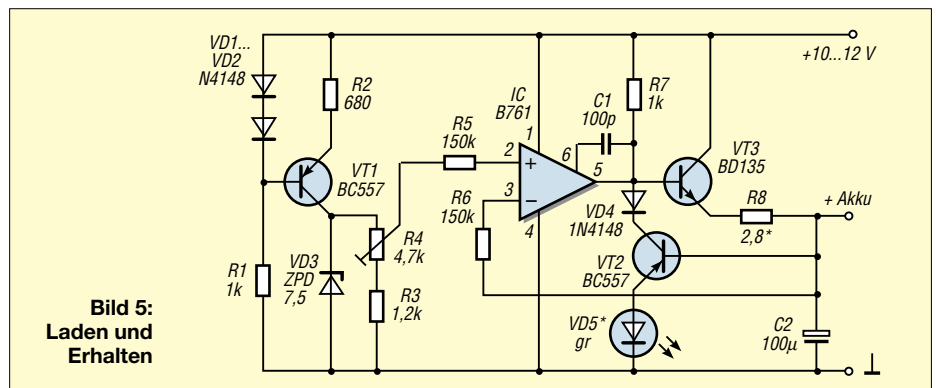 VD1...
VD2
N4148
R2
680
R1
1k
VT1
BC557
VD3
ZPD
7,5
R4
4,7k
R3
1,2k
R5
150k
R6
150k
IC
B761
1
2
+
3
−
4
6
5
C1
100p
R7
1k
VD4
1N4148
VT2
BC557
VD5*
gr
VT3
BD135
R8
2,8*
C2
100µ
+10...12 V
+ Akku
Bild 5:
Laden und
Erhalten